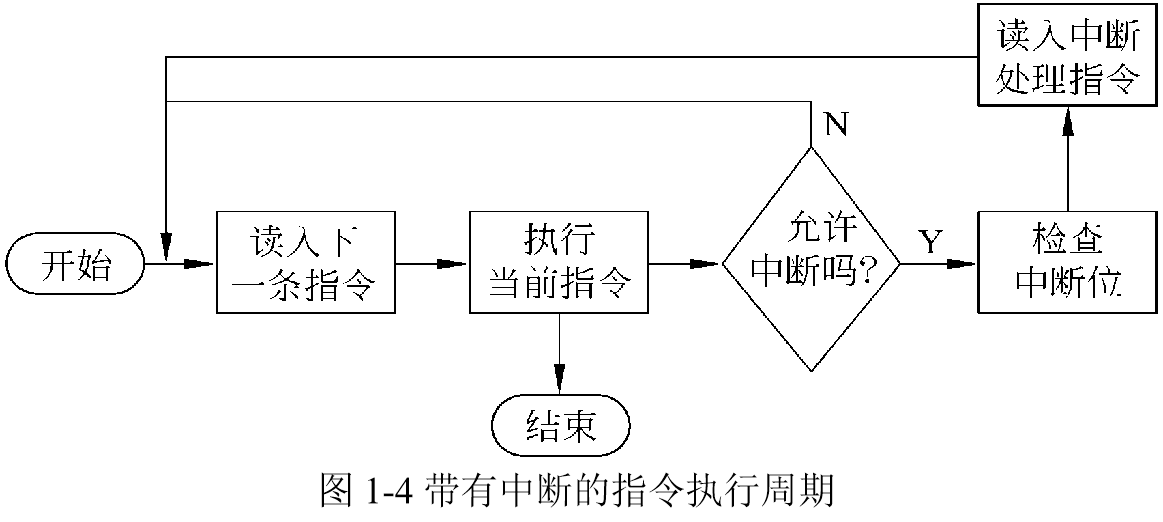 读入中断
处理指令
N
开始
读入下
一条指令
执行
当前指令
允许
中断吗?
Y
检查
中断位
结束
图 1-4 带有中断的指令执行周期